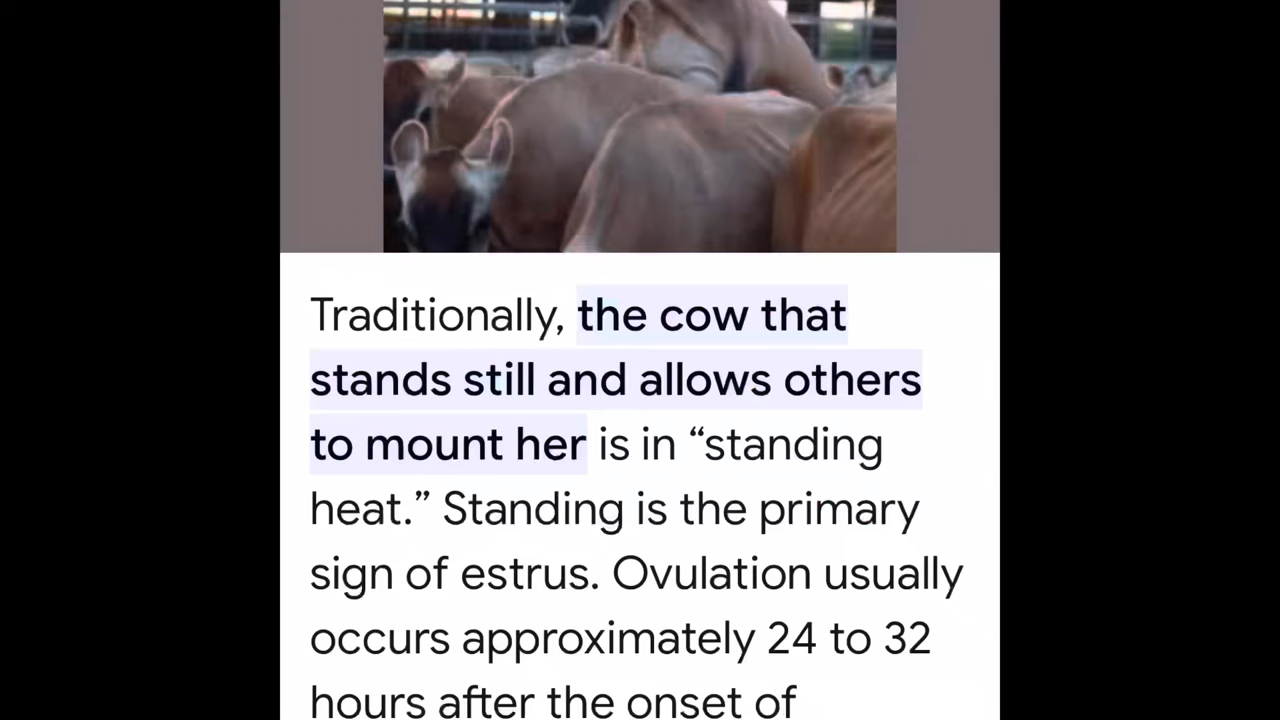 Traditionally, the cow that
stands still and allows others
to mount her is in “standing
heat.” Standing is the primary
sign of estrus. Ovulation usually
occurs approximately 24 to 32
hours after the onset of